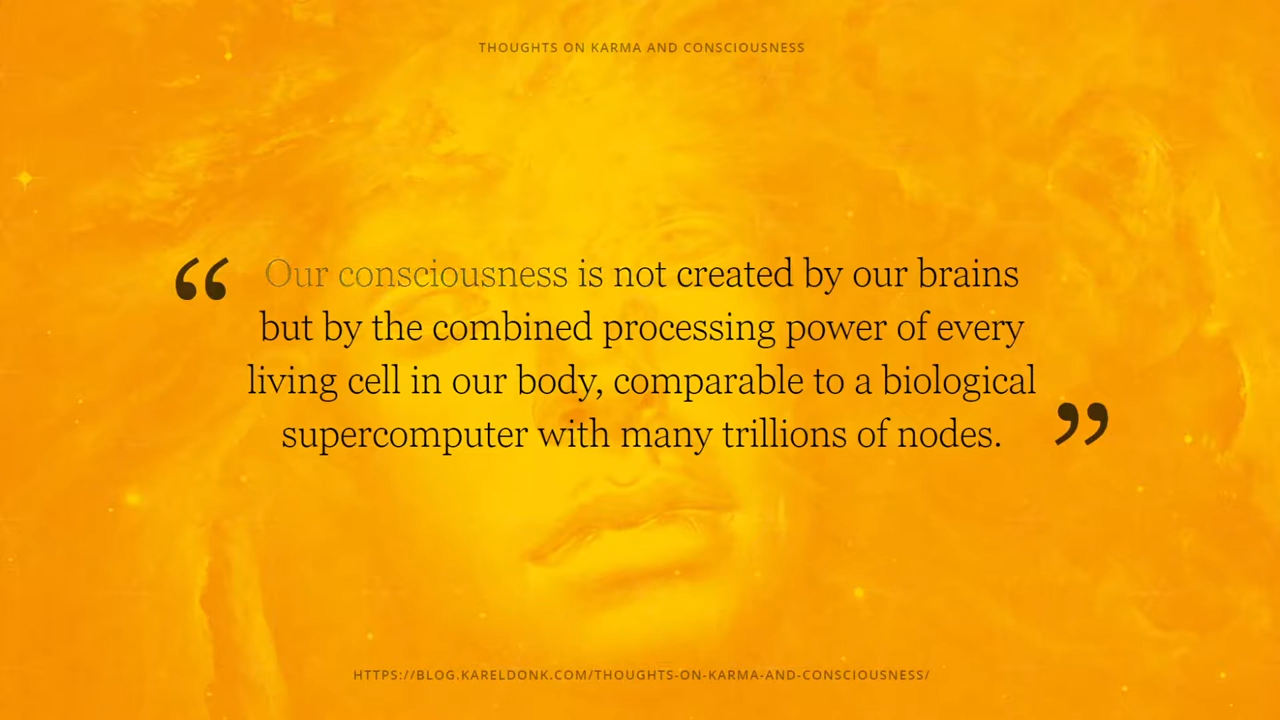 THOUGHTS ON KARMA AND CONSCIOUSNESS
“Our consciousness is not created by our brains
but by the combined processing power of every
living cell in our body, comparable to a biological
supercomputer with many trillions of nodes.”
HTTPS://BLOG.KARELDONK.COM/THOUGHTS-ON-KARMA-AND-CONSCIOUSNESS/